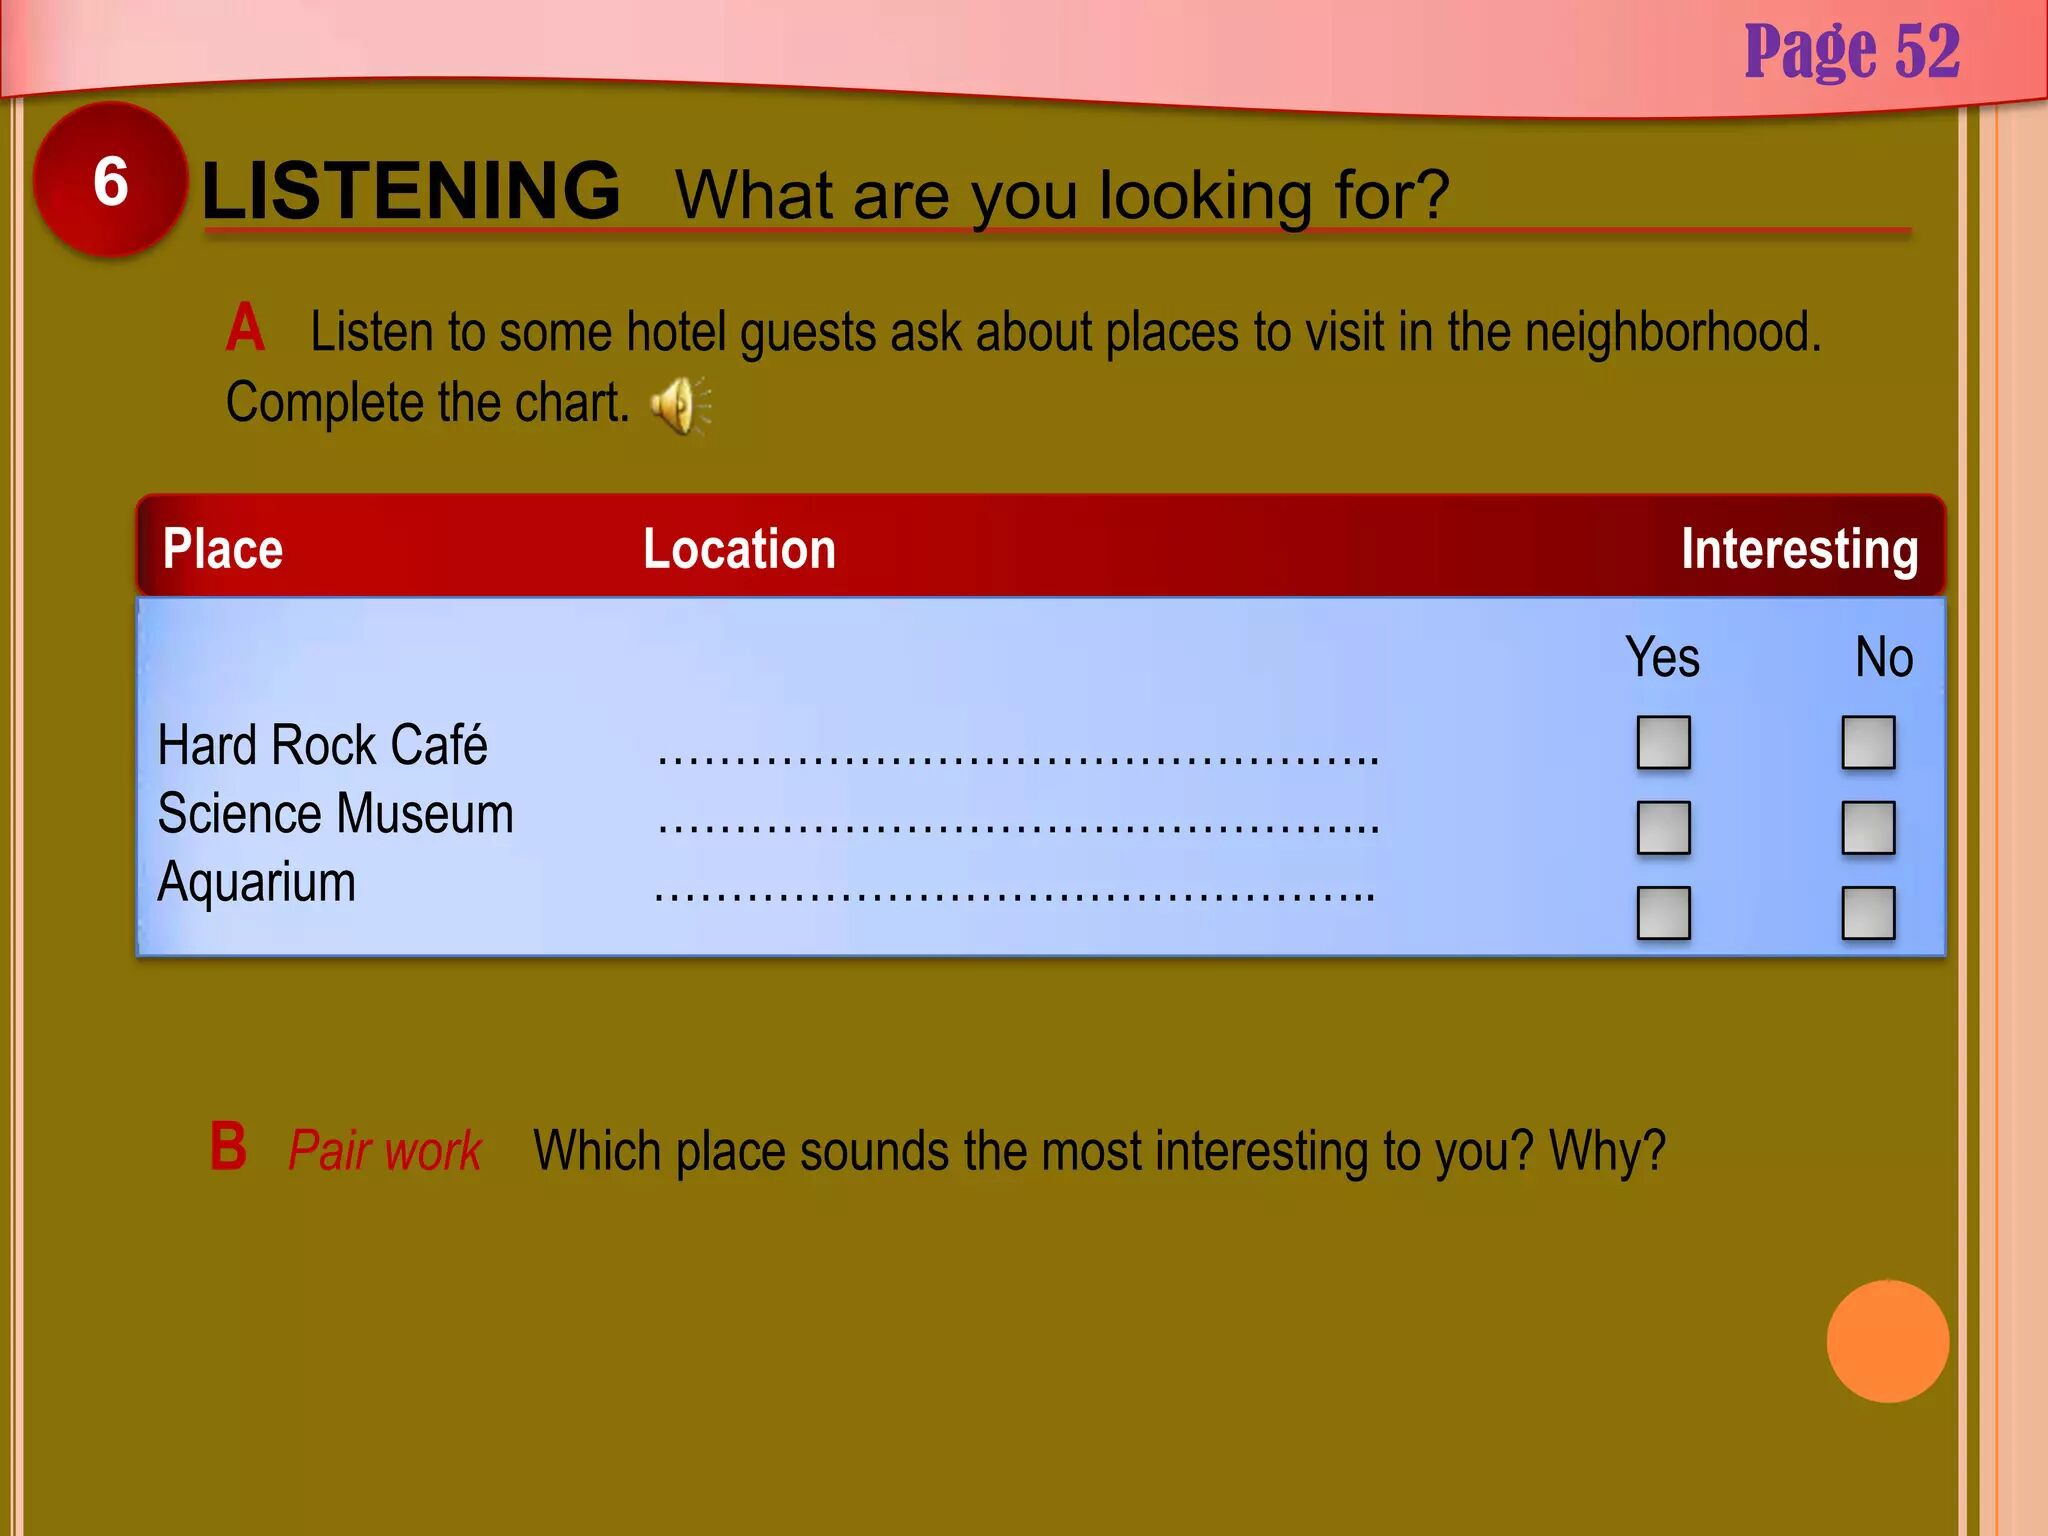 Page 52
6 LISTENING What are you looking for?
A Listen to some hotel guests ask about places to visit in the neighborhood.
Complete the chart.
Place Location Interesting
Yes No
Hard Rock Café ………………………………………..
Science Museum ………………………………………..
Aquarium ………………………………………..
B Pair work Which place sounds the most interesting to you? Why?